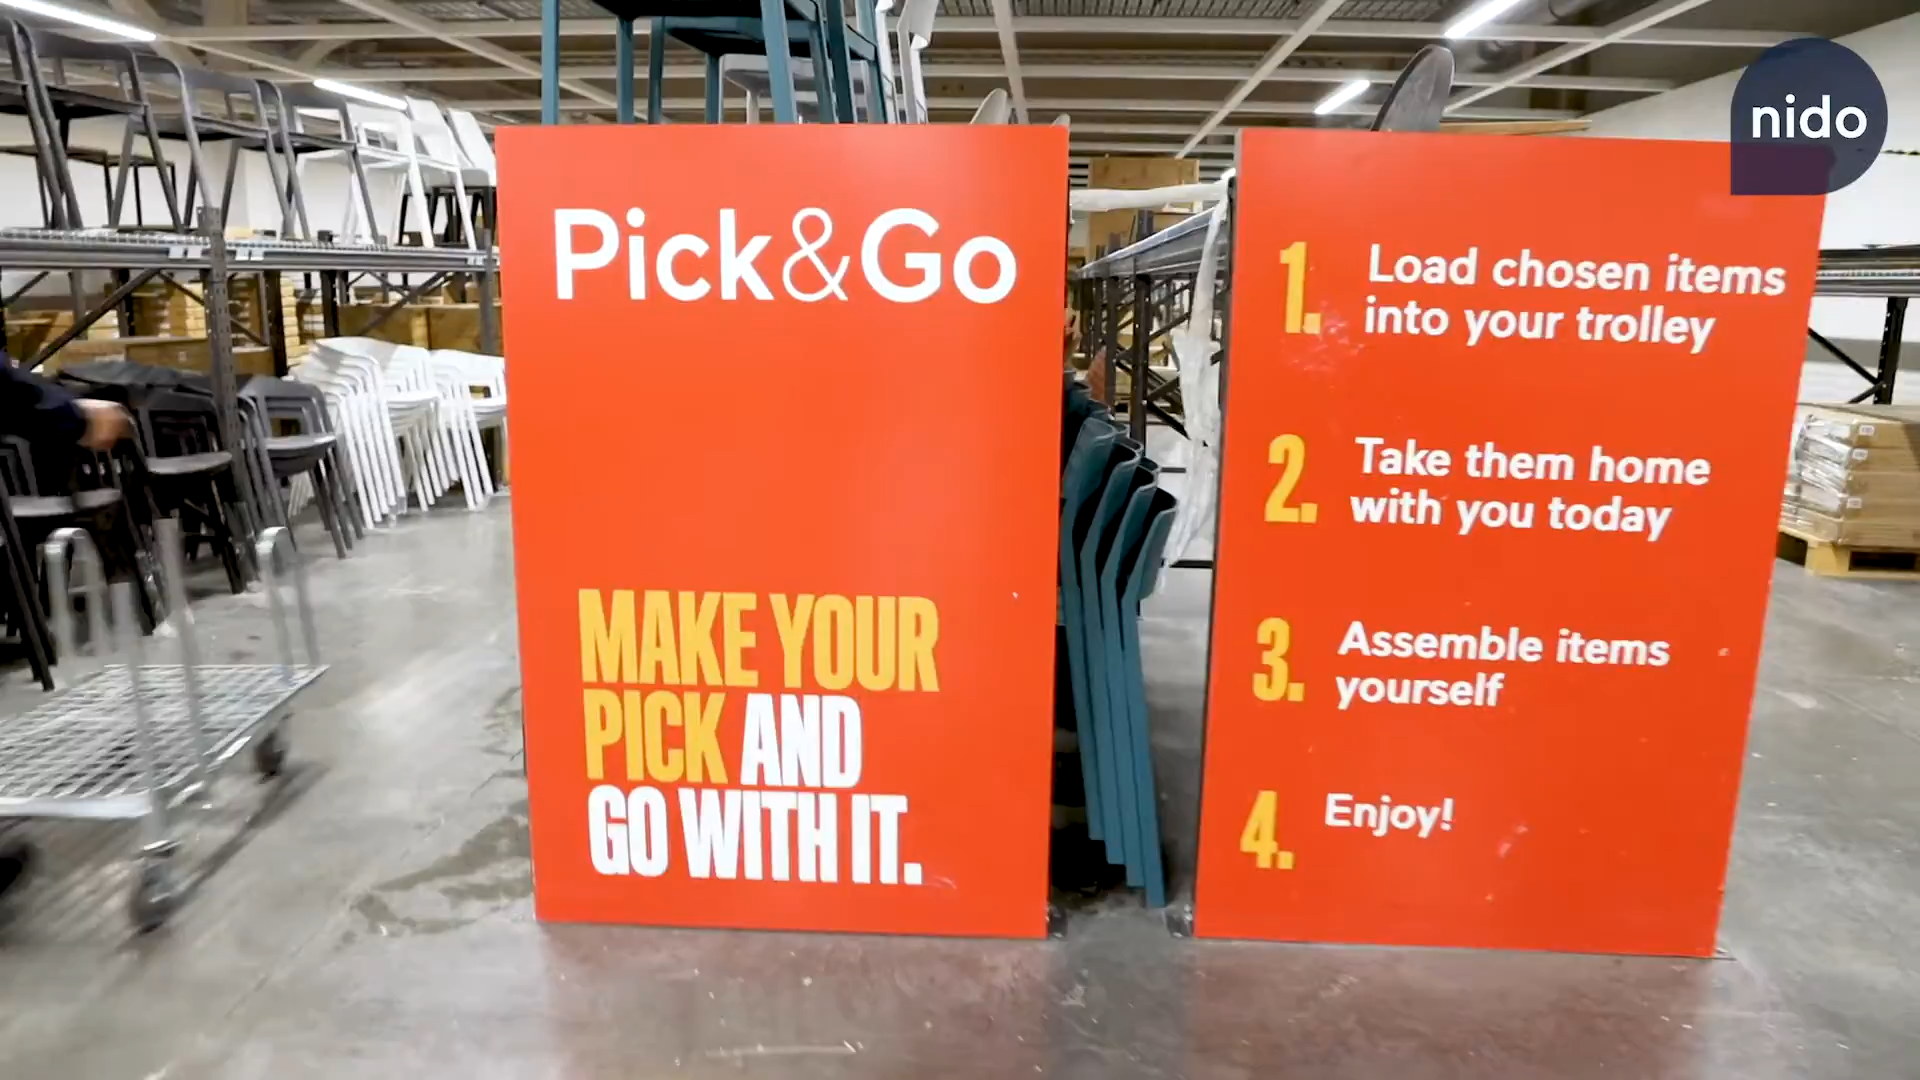 nido
Pick&Go
MAKE YOUR
PICK AND
GO WITH IT.
1. Load chosen items
into your trolley
2. Take them home
with you today
3. Assemble items
yourself
4. Enjoy!